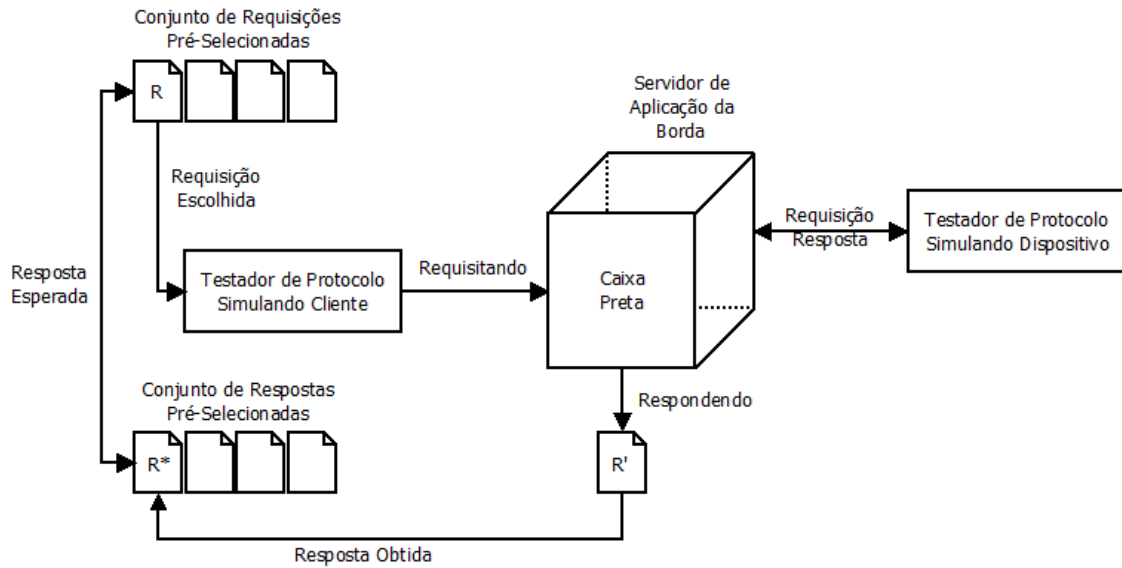 Conjunto de Requisições
Pré-Selecionadas
R
Requisição
Escolhida
Resposta
Esperada
Testador de Protocolo
Simulando Cliente
Requisitando
Servidor de
Aplicação da
Borda
Caixa
Preta
Requisição
Resposta
Testador de Protocolo
Simulando Dispositivo
Respondendo
R'
Conjunto de Respostas
Pré-Selecionadas
R*
Resposta Obtida